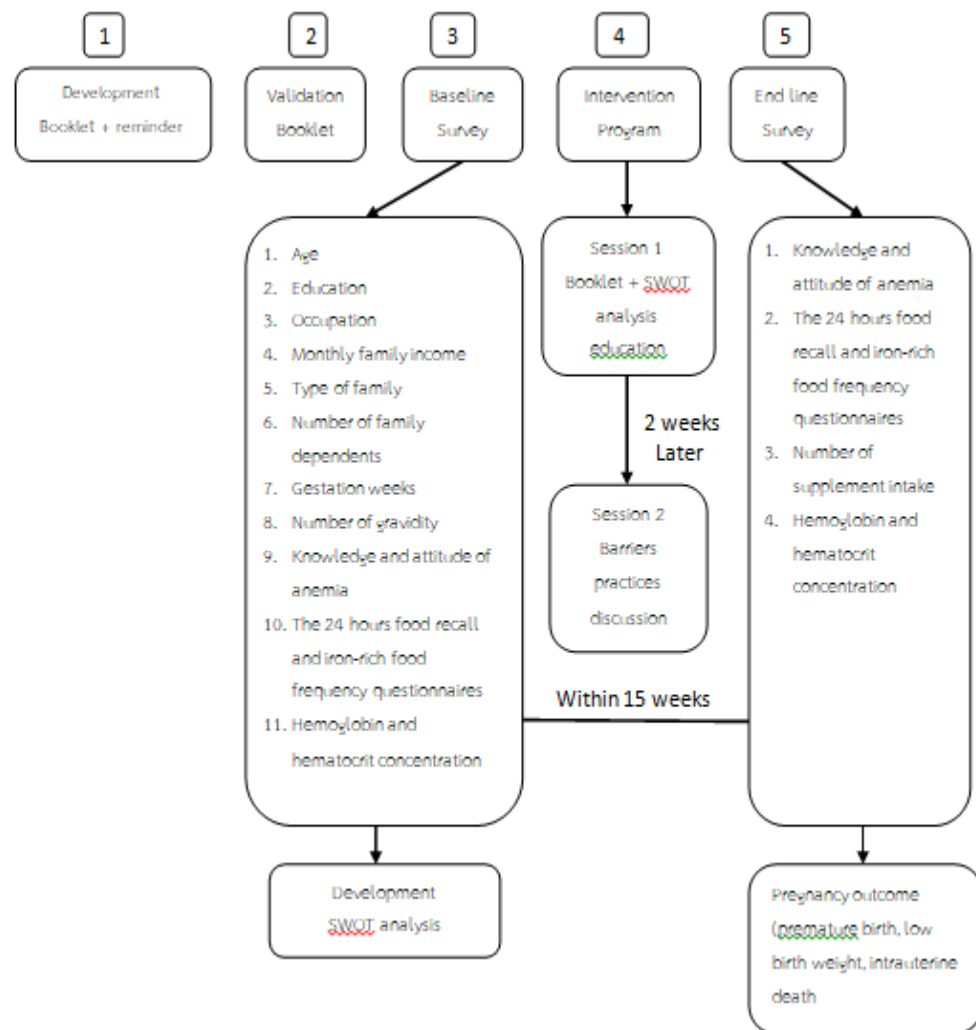 1
2
3
4
5
Development
Booklet + reminder
Validation
Booklet
Baseline
Survey
Intervention
Program
End line
Survey
1. Age
2. Education
3. Occupation
4. Monthly family income
5. Type of family
6. Number of family
dependents
7. Gestation weeks
8. Number of gravidity
9. Knowledge and attitude of
anemia
10. The 24 hours food recall
and iron-rich food
frequency questionnaires
11. Hemoglobin and
hematocrit concentration
Session 1
Booklet + SWOT
analysis
education
2 weeks
Later
Session 2
Barriers
practices
discussion
Within 15 weeks
1. Knowledge and
attitude of anemia
2. The 24 hours food
recall and iron-rich
food frequency
questionnaires
3. Number of
supplement intake
4. Hemoglobin and
hematocrit
concentration
Development
SWOT analysis
Pregnancy outcome
(premature birth, low
birth weight, intrauterine
death